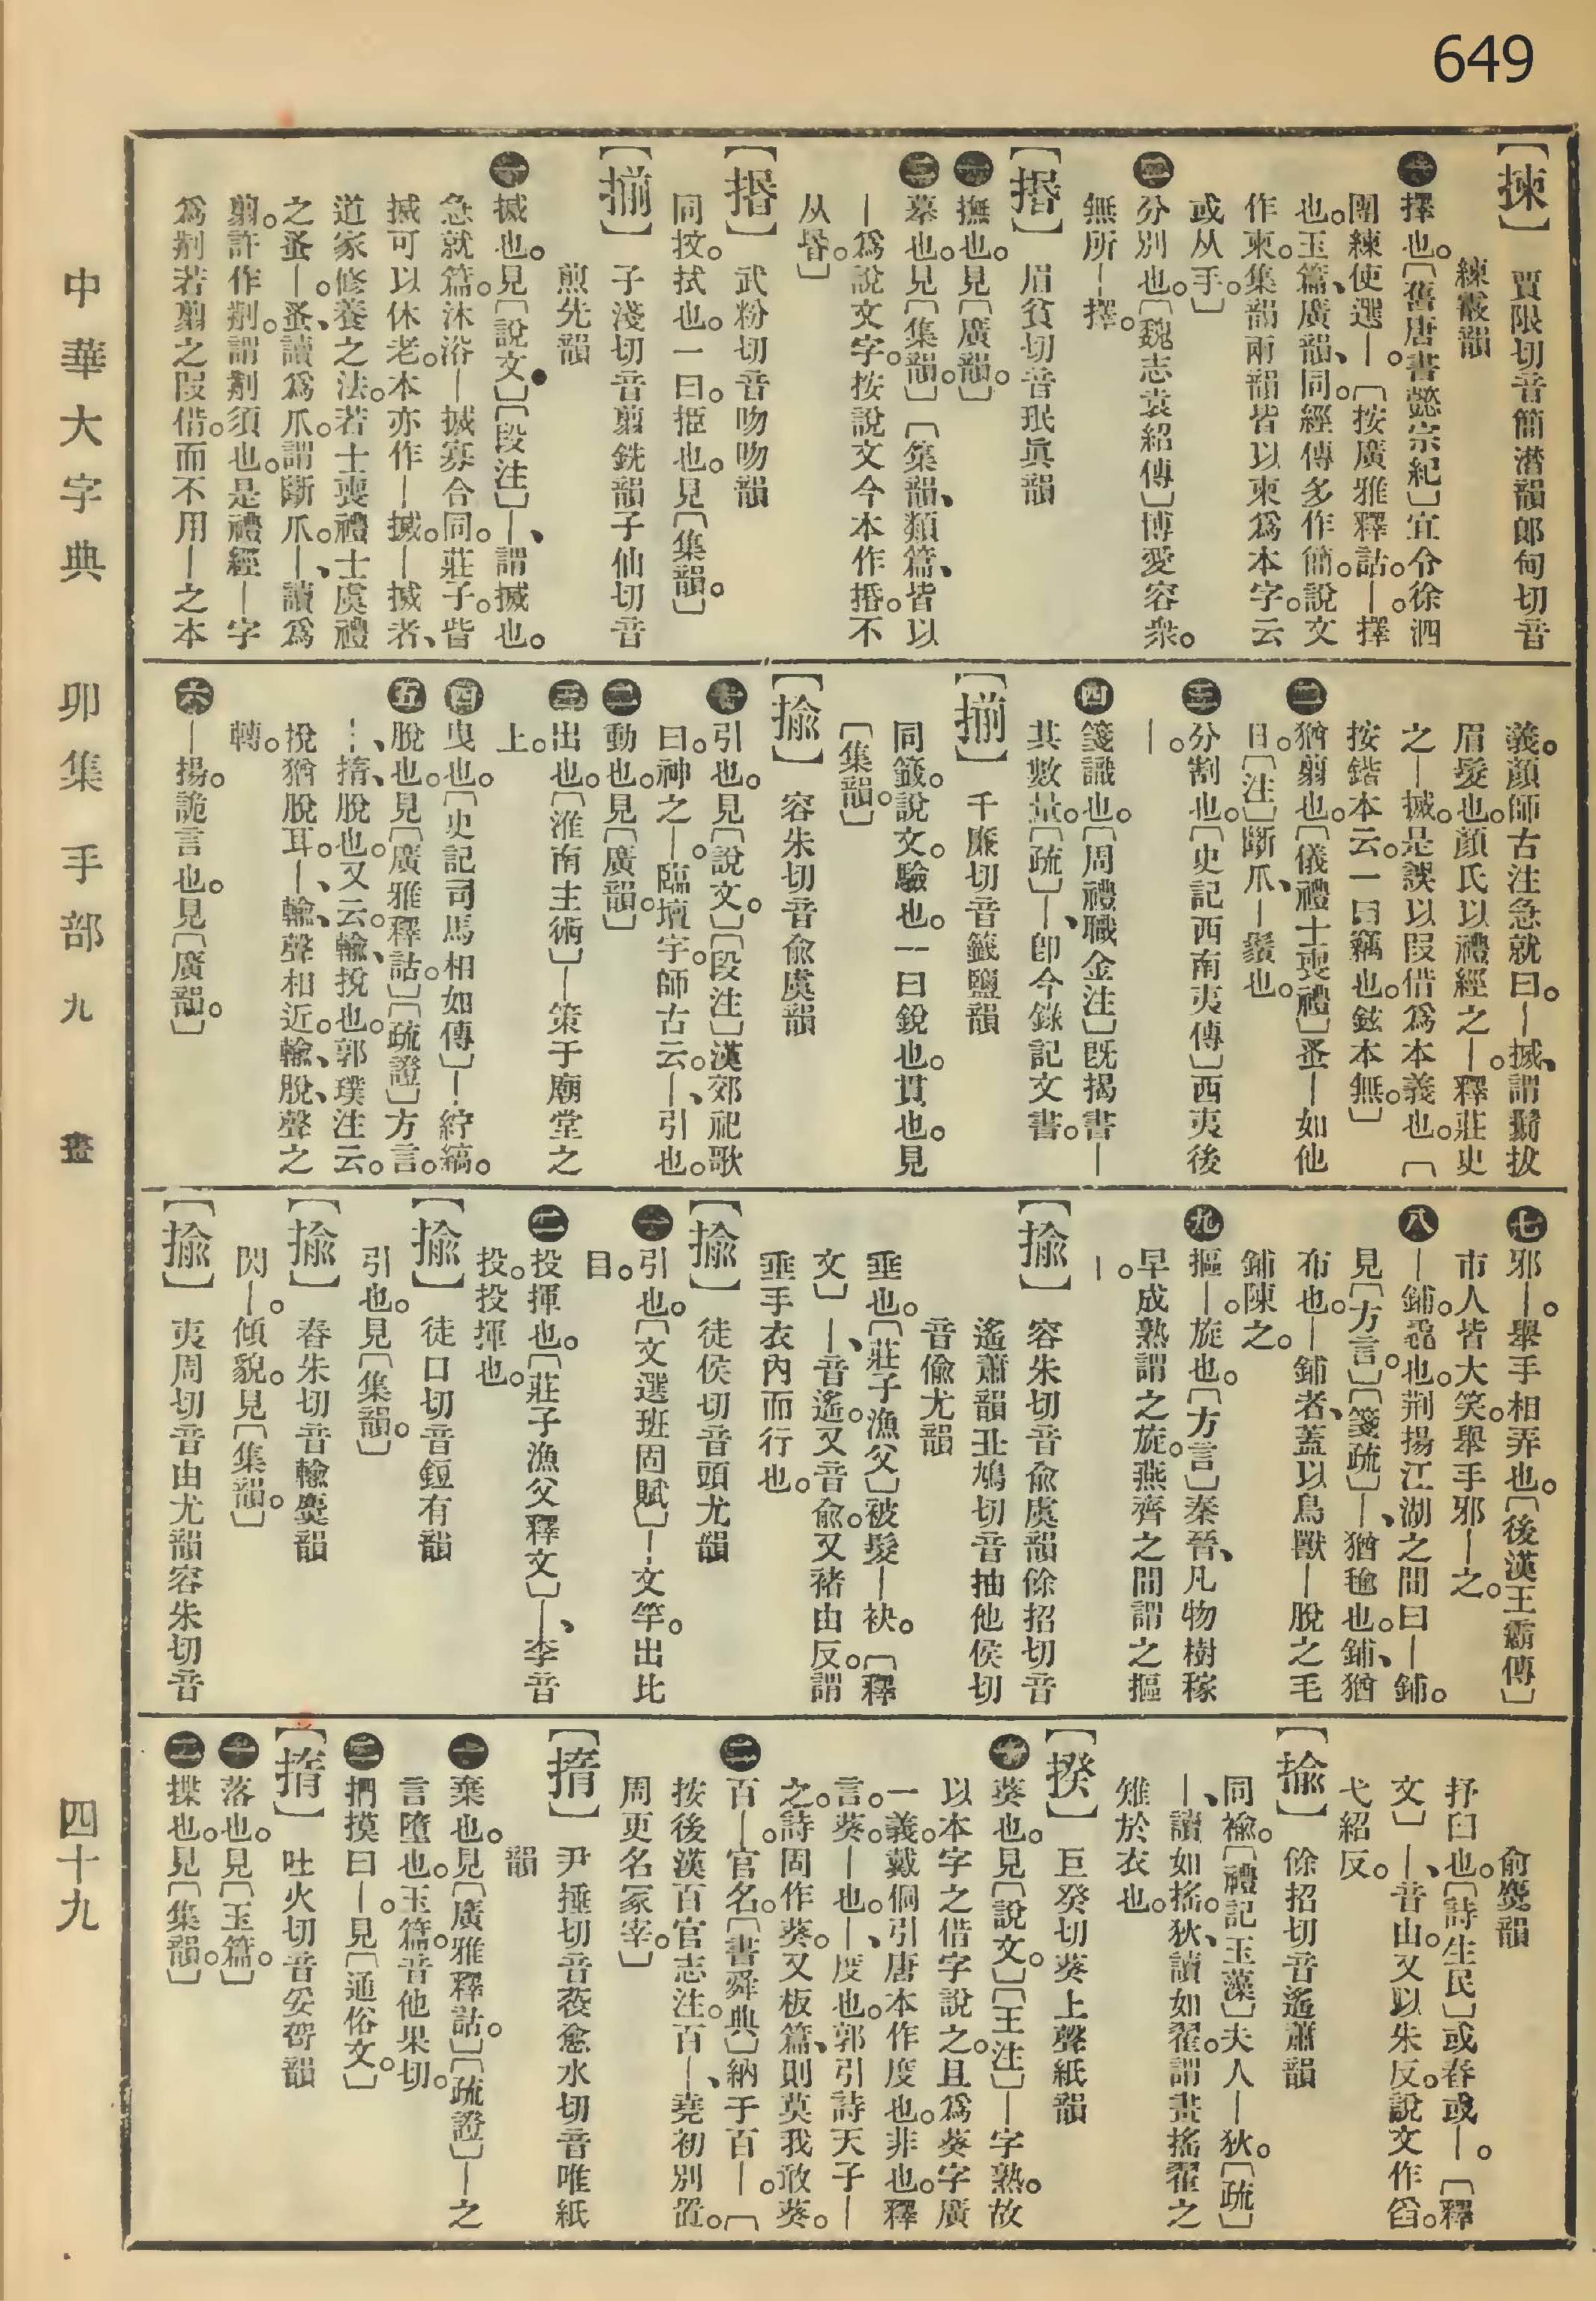 649
【揀】賈限切音簡潸韻郎甸切音
練霰韻
㊀擇也。〔舊唐書懿宗紀〕宜令徐泗
團練使選—。〔按廣雅釋詁。—擇
也。玉篇、廣韻、同。經傳多作簡。說文
作柬。集韻兩韻皆以柬爲本字。云
或从手。〕
㊁分別也。〔魏志袁紹傳〕博愛容衆。
無所—擇。
【捪】眉貧切音珉眞韻
㊀撫也。見〔廣韻。〕
㊁摹也。見〔集韻。〕〔集韻、類篇、皆以
—爲說文字。按說文今本作捪。不
从昬。〕
【捪】武粉切音吻吻韻
同抆。拭也。一曰。挋也。見〔集韻。〕
【揃】子淺切音翦銑韻子仙切音
煎先韻
㊀搣也。見〔說文。〕〔段注〕—、謂搣也。
急就篇。沐浴—搣寡合同。莊子。眥
搣可以休老。本亦作—搣。—搣者、
道家修養之法。若士喪禮士虞禮
之蚤—。蚤、讀爲爪。謂斷爪。—、讀爲
翦。許作㔍。謂㔍須也。是禮經—字
爲㔍若翦之叚借。而不用—之本
義。顏師古注急就曰。—搣、謂鬋拔
眉髮也。顏氏以禮經之—。釋莊史
之—搣。是誤以叚借爲本義也。〔
按鍇本云。一曰竊也。鉉本無。〕
㊁猶翦也。〔儀禮士喪禮〕蚤—如他
日。〔注〕斷爪、—鬚也。
㊂分割也。〔史記西南夷傳〕西夷後
—。
㊃箋識也。〔周禮職金注〕旣揭書—
其數量。〔疏〕—、卽今錄記文書。
【揃】千廉切音籤鹽韻
同籤。說文。驗也。一曰銳也。貫也。見
〔集韻。〕
【揄】容朱切音俞虞韻
㊀引也。見〔說文。〕〔段注〕漢郊祀歌
曰。神之—。臨壇宇。師古云。—、引也。
㊁動也。見〔廣韻。〕
㊂出也。〔淮南主術〕—策于廟堂之
上。
㊃曳也。〔史記司馬相如傳〕—紵縞。
㊄脫也。見〔廣雅釋詁。〕〔疏證〕方言。
—、㨊、脫也。又云。輸、挩也。郭璞注云。
挩猶脫耳。—、輸、聲相近。輸、脫、聲之
轉。
㊅—揚。詭言也。見〔廣韻。〕
㊆邪—。舉手相弄也。〔後漢王霸傳〕
市人皆大笑。舉手邪—之。
㊇—鋪。㲠也。荆揚江湖之間曰—鋪。
見〔方言。〕〔箋疏〕—、猶毹也。鋪、猶
布也。—鋪者、蓋以鳥獸—脫之毛
鋪陳之。
㊈摳—。旋也。〔方言〕秦晉、凡物樹稼
早成熟謂之旋。燕齊之間謂之摳
—。
【揄】容朱切音俞虞韻餘招切音
遙蕭韻丑鳩切音抽他侯切
音偸尤韻
垂也。〔莊子漁父〕被髮—袂。〔釋
文〕—、音遙。又音俞。又褚由反。謂
垂手衣內而行也。
【揄】徒侯切音頭尤韻
㊀引也。〔文選班固賦〕—文竿。出比
目。
㊁投揮也。〔莊子漁父釋文〕—、李音
投。投揮也。
【揄】徒口切音鋀有韻
引也。見〔集韻。〕
【揄】春朱切音輸虞韻
閃—。傾貌。見〔集韻。〕
【揄】夷周切音由尤韻容朱切音
俞虞韻
抒臼也。〔詩生民〕或舂或—。〔釋
文〕—、音由。又以朱反。說文作舀。
弋紹反。
【揄】餘招切音遙蕭韻
同褕。〔禮記玉藻〕夫人—狄。〔疏〕
—、讀如搖。狄、讀如翟。謂畫搖翟之
雉於衣也。
【揆】巨癸切葵上聲紙韻
㊀葵也。見〔說文。〕〔王注〕—字熟。故
以本字之借字說之。且爲葵字廣
一義。戴侗引唐本作度也。非也。釋
言。葵。—也。—、度也。郭引詩天子—
之。詩固作葵。又板篇、則莫我敢葵。
㊁百—。官名。〔書舜典〕納于百—。〔
按後漢百官志注。百—、堯初別置。
周更名冢宰。〕
【㨊】尹捶切音䔺愈水切音唯紙
韻
㊀棄也。見〔廣雅釋詁。〕〔疏證〕—之
言墮也。玉篇。音他果切。
㊁捫摸曰—。見〔通俗文。〕
【㨊】吐火切音妥哿韻
㊀落也。見〔玉篇。〕
㊁揲也。見〔集韻。〕
中華大字典 卯集 手部 九 畫 四十九